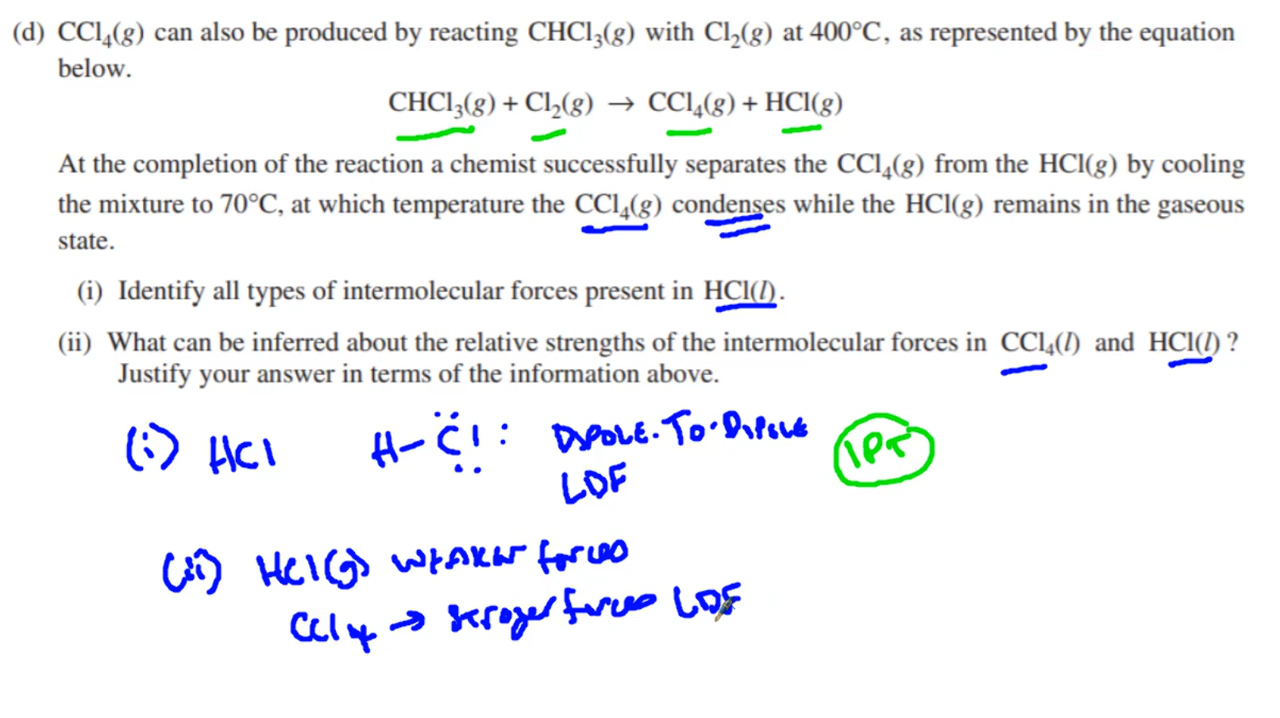 (d) CCl₄(g) can also be produced by reacting CHCl₃(g) with Cl₂(g) at 400°C, as represented by the equation
below.
CHCl₃(g) + Cl₂(g) → CCl₄(g) + HCl(g)
At the completion of the reaction a chemist successfully separates the CCl₄(g) from the HCl(g) by cooling
the mixture to 70°C, at which temperature the CCl₄(g) condenses while the HCl(g) remains in the gaseous
state.
(i) Identify all types of intermolecular forces present in HCl(l).
(ii) What can be inferred about the relative strengths of the intermolecular forces in CCl₄(l) and HCl(l) ?
Justify your answer in terms of the information above.
(i) HCl H–Cl: DIPOLE-TO-DIPOLE 1PT
LDF
(ii) HCl(g) WEAKER forces
CCl₄ → stronger forces LDF